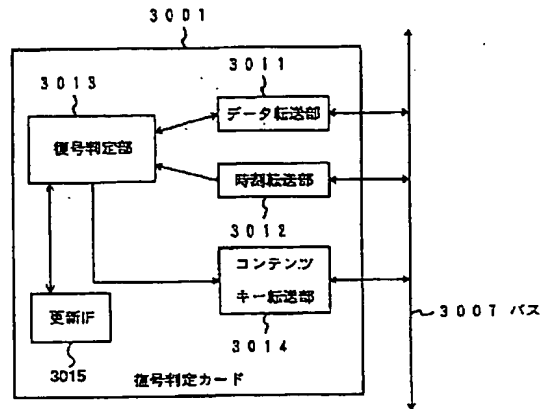 3001
3011
3013
データ転送部
復号判定部
時刻転送部
3012
コンテンツ
キー転送部
更新IF
3007 バス
3014
3015
復号判定カード